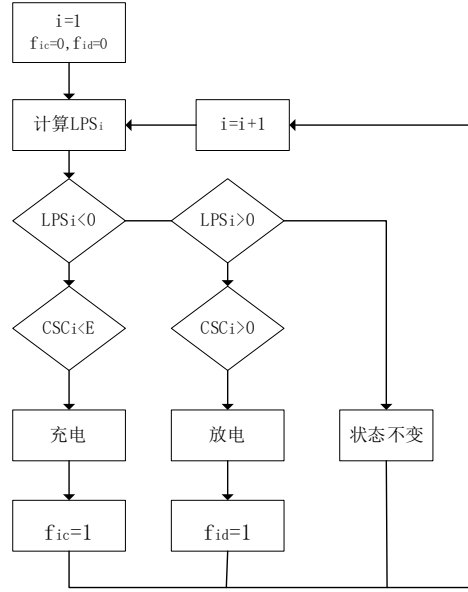 i=1
fic=0,fid=0
计算LPSi
i=i+1
LPSi<0
LPSi>0
CSCi<E
CSCi>0
充电
放电
状态不变
fic=1
fid=1